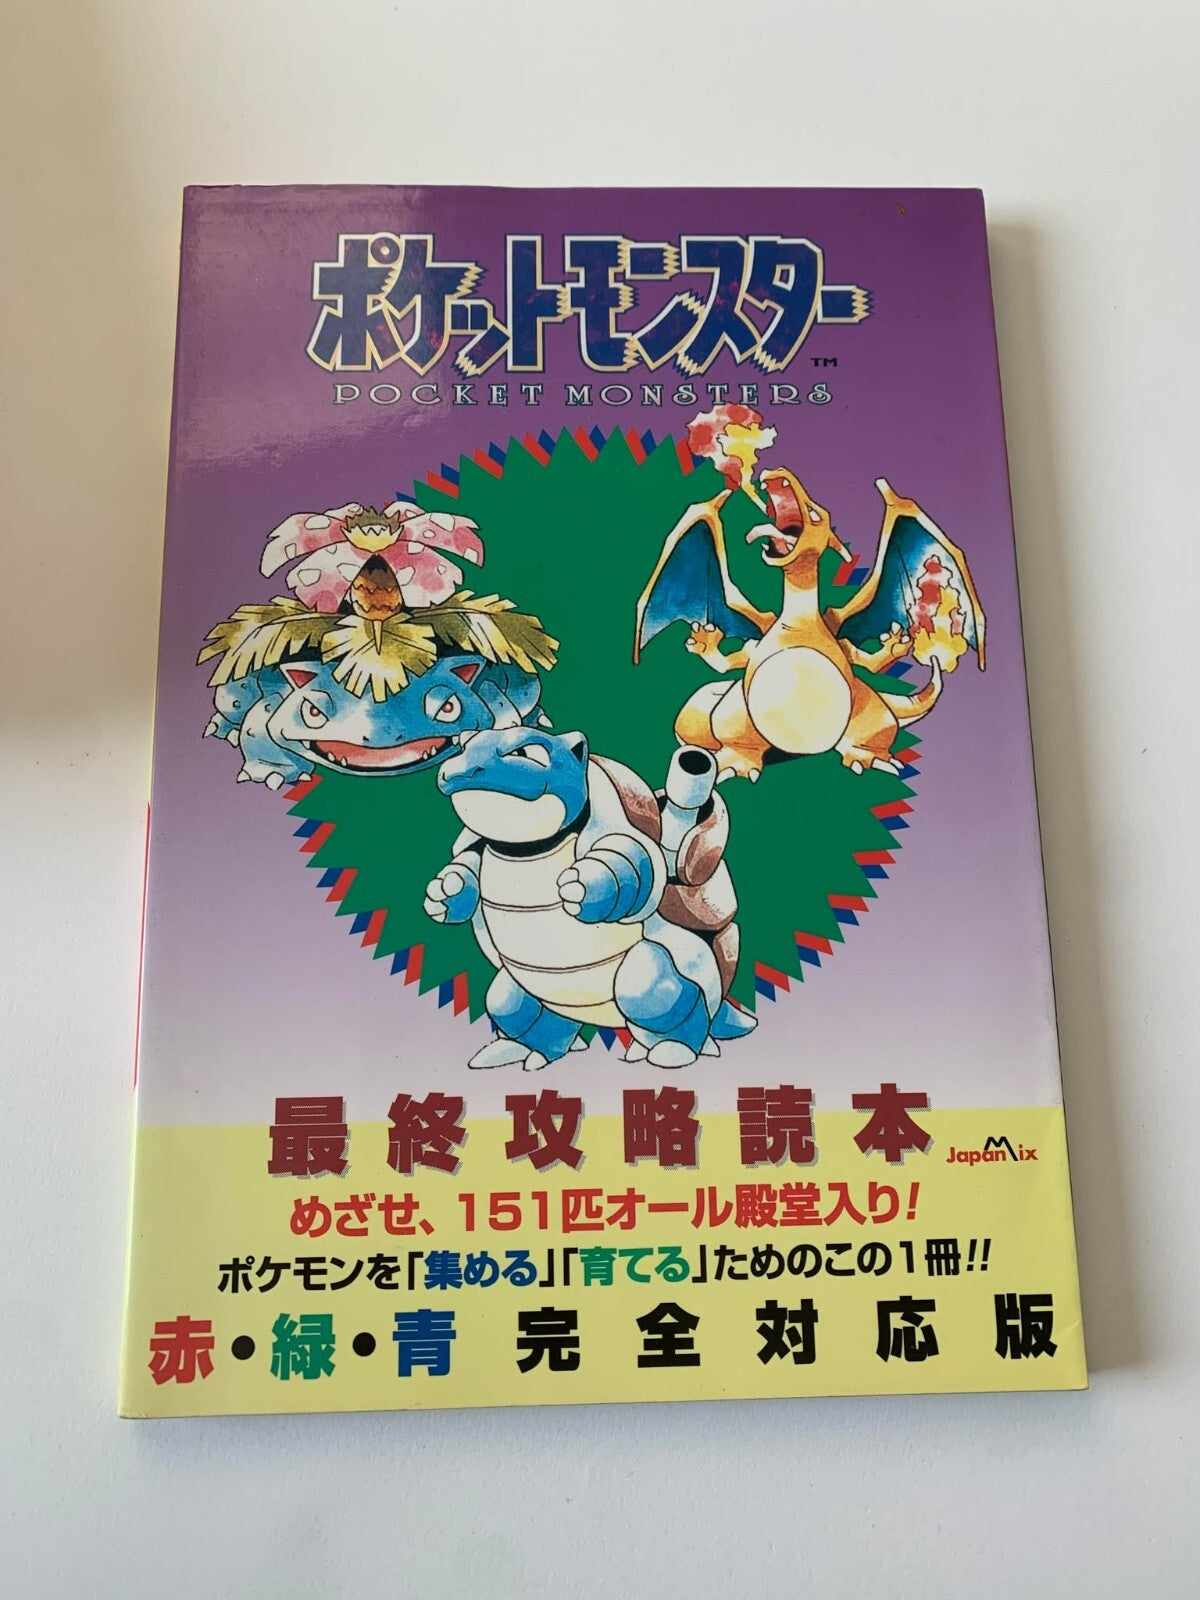 ポケットモンスター
TM
POCKET MONSTERS
最終攻略読本
JapanMix
めざせ、151匹オール殿堂入り!
ポケモンを「集める」「育てる」ためのこの1冊!!
赤・緑・青 完全対応版